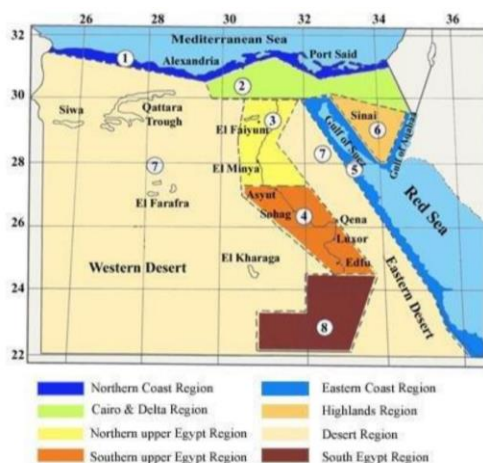 26 28 30 32 34 36
32
30
28
26
24
22
Mediterranean Sea
Alexandria
Port Said
1
2
Siwa
Qattara
Trough
El Faiyum
3
Sinai
6
Gulf of Suez
Gulf of Aqaba
7
7
5
El Minya
El Farafra
Asyut
Sohag
4
Qena
Luxor
Edfu
Red Sea
Western Desert
El Kharaga
Eastern Desert
8
Northern Coast Region
Cairo & Delta Region
Northern upper Egypt Region
Southern upper Egypt Region
Eastern Coast Region
Highlands Region
Desert Region
South Egypt Region